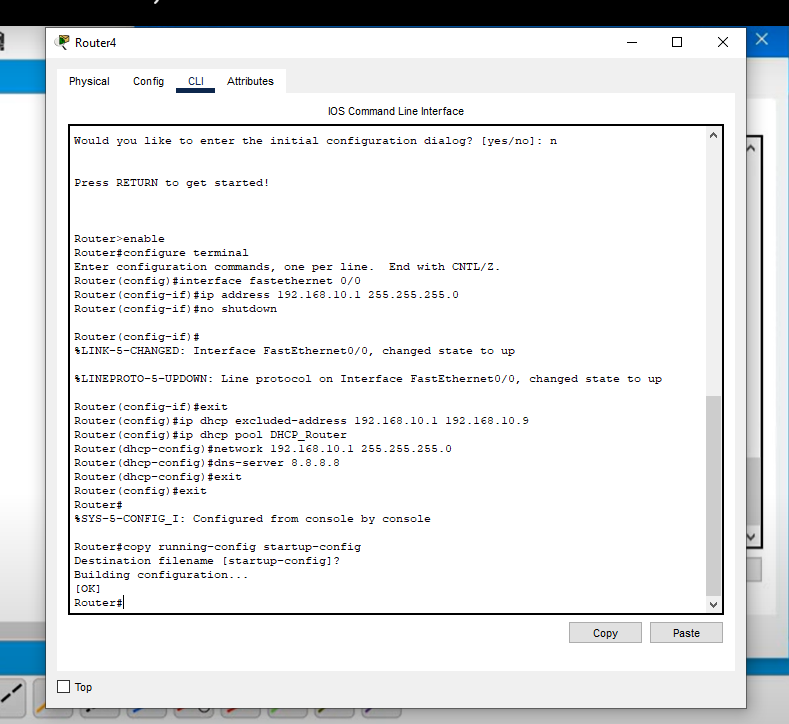 Router4
Physical Config CLI Attributes
IOS Command Line Interface
Would you like to enter the initial configuration dialog? [yes/no]: n
Press RETURN to get started!
Router>enable
Router#configure terminal
Enter configuration commands, one per line.  End with CNTL/Z.
Router(config)#interface fastethernet 0/0
Router(config-if)#ip address 192.168.10.1 255.255.255.0
Router(config-if)#no shutdown
Router(config-if)#
%LINK-5-CHANGED: Interface FastEthernet0/0, changed state to up
%LINEPROTO-5-UPDOWN: Line protocol on Interface FastEthernet0/0, changed state to up
Router(config-if)#exit
Router(config)#ip dhcp excluded-address 192.168.10.1 192.168.10.9
Router(config)#ip dhcp pool DHCP_Router
Router(dhcp-config)#network 192.168.10.1 255.255.255.0
Router(dhcp-config)#dns-server 8.8.8.8
Router(dhcp-config)#exit
Router(config)#exit
Router#
%SYS-5-CONFIG_I: Configured from console by console
Router#copy running-config startup-config
Destination filename [startup-config]?
Building configuration...
[OK]
Router#
Copy Paste
Top